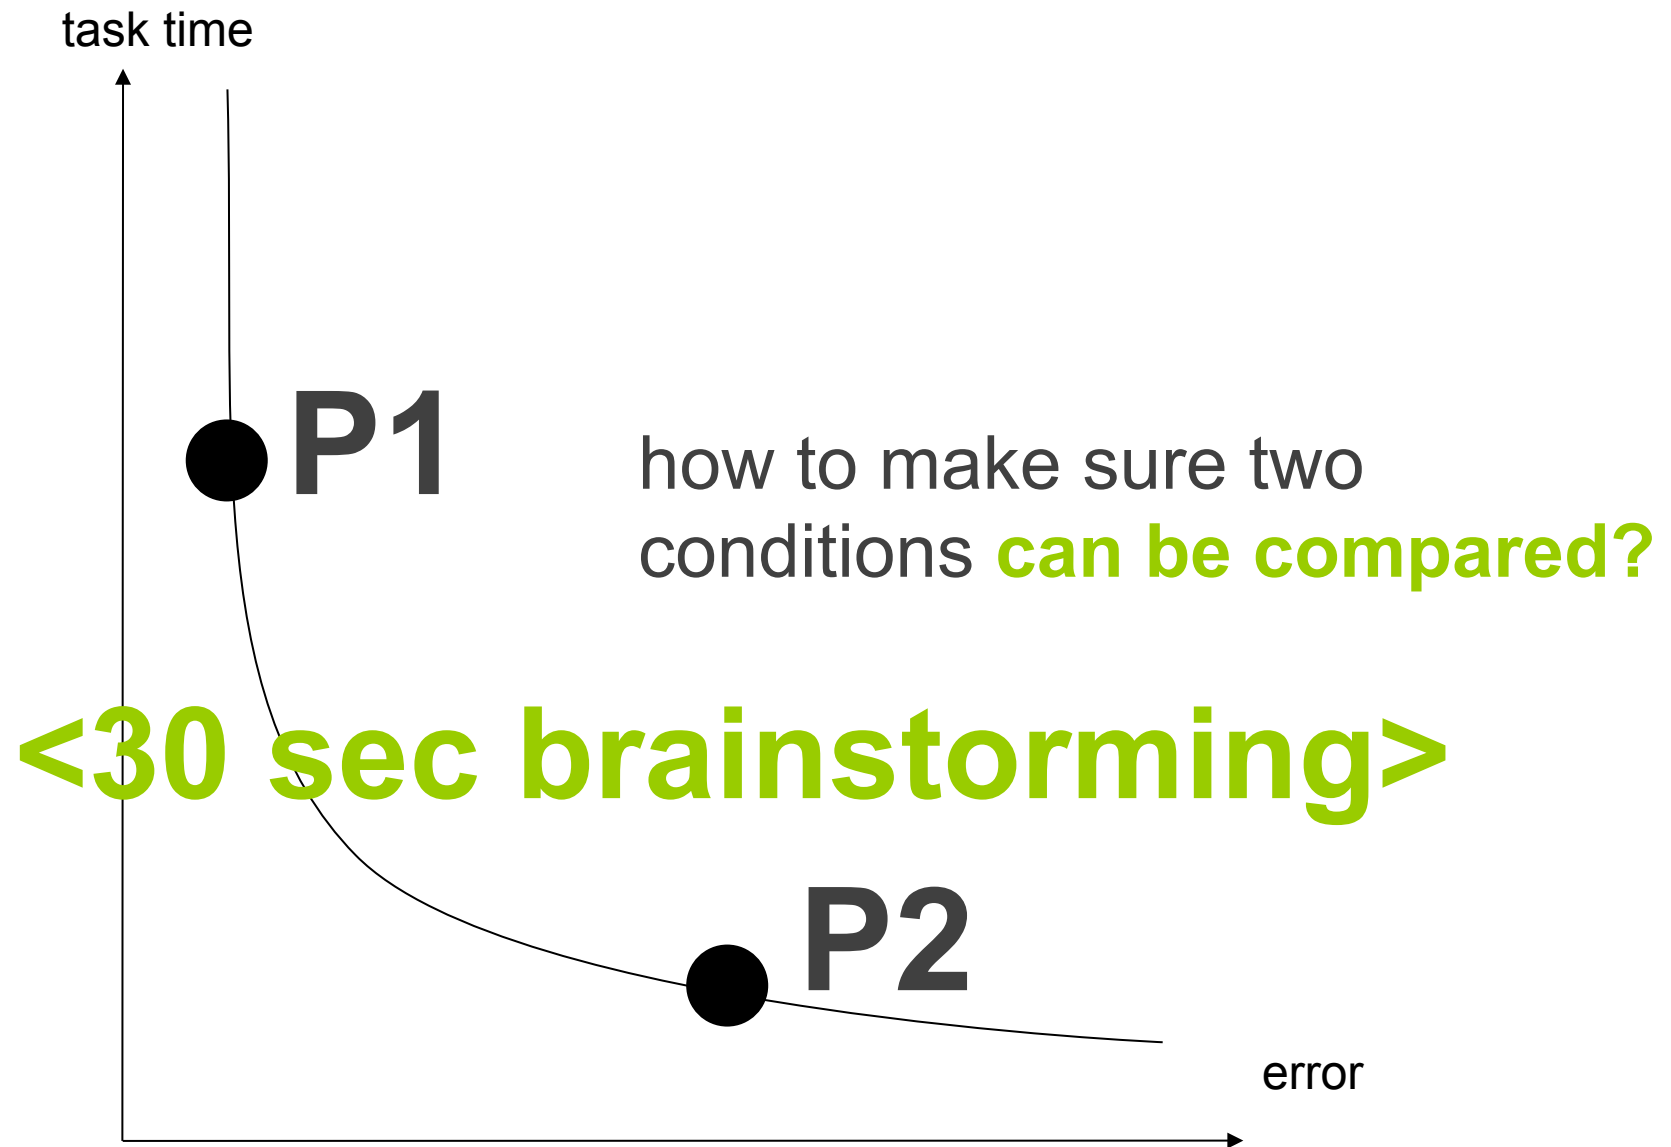 task time
P1
how to make sure two
conditions can be compared?
<30 sec brainstorming>
P2
error